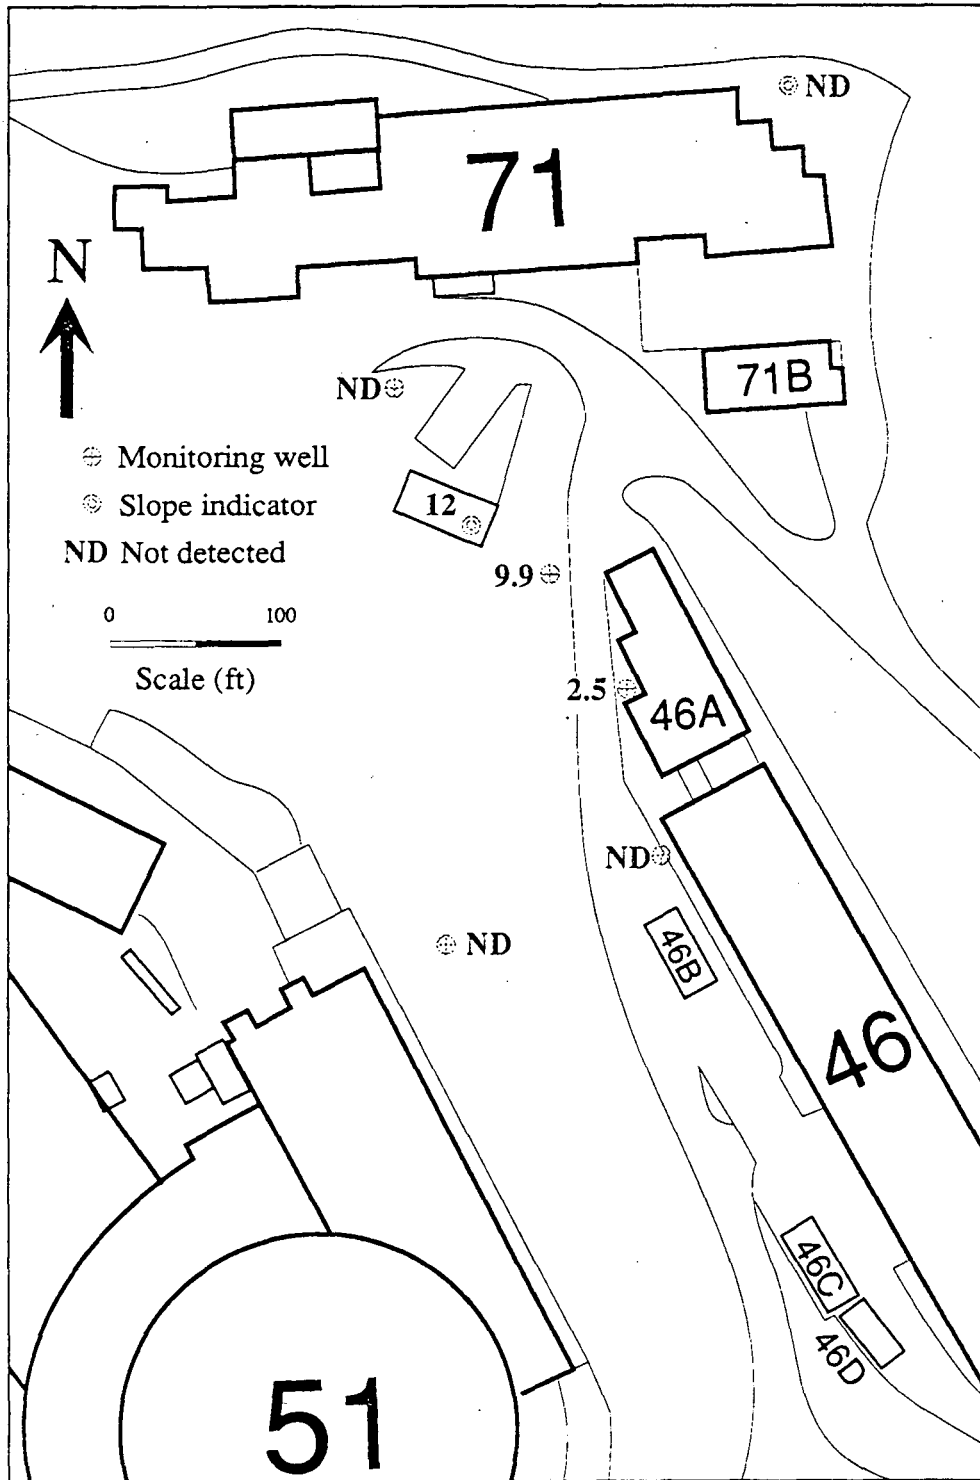 ND
71
N
71B
ND
Monitoring well
Slope indicator
12
ND Not detected
9.9
0 100
Scale (ft)
2.5
46A
ND
ND
46B
46
46C
46D
51